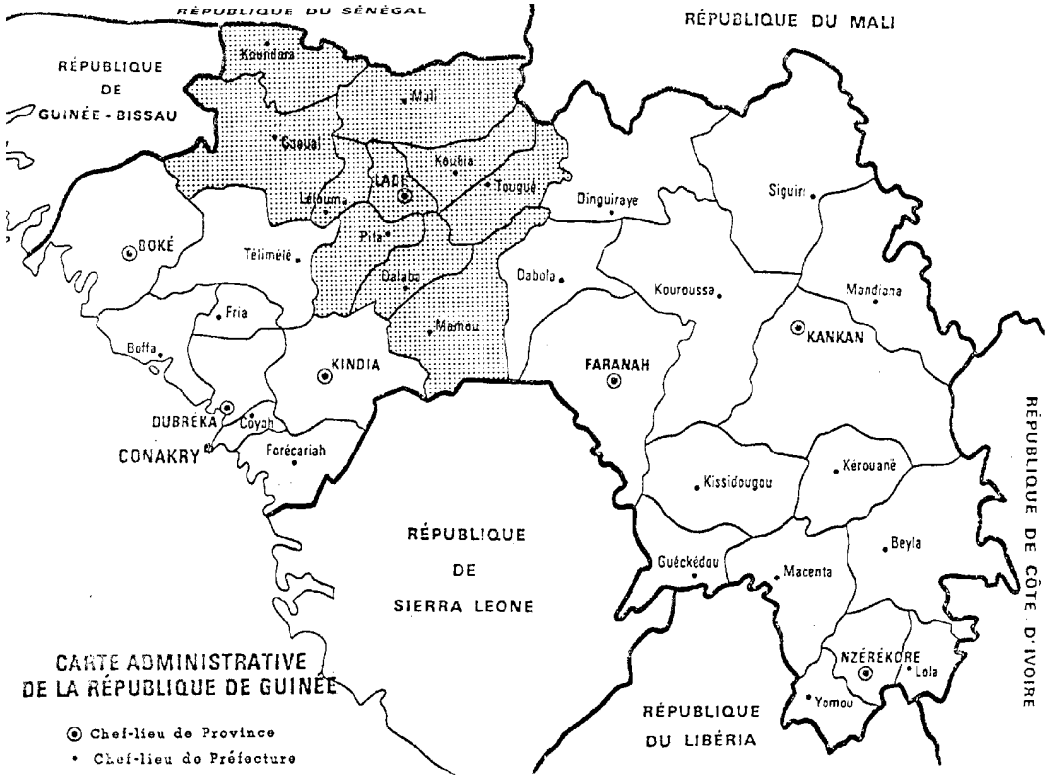 RÉPUBLIQUE DU SÉNÉGAL
RÉPUBLIQUE DU MALI
RÉPUBLIQUE
DE
GUINÉE-BISSAU
Koundara
Mali
Gaoual
Koubia
LABÉ
Tougué
Lélouma
Siguiri
Dinguiraye
Pita
BOKÉ
Télimélé
Dalaba
Dabola
Kouroussa
Mandiana
Fria
Mamou
KANKAN
Boffa
KINDIA
FARANAH
DUBRÉKA
Coyah
CONAKRY
Forécariah
Kissidougou
Kérouané
RÉPUBLIQUE DE CÔTE D'IVOIRE
RÉPUBLIQUE
DE
SIERRA LEONE
Beyla
Guéckédou
Macenta
NZÉRÉKORE
Lola
Yomou
RÉPUBLIQUE
DU LIBÉRIA
CARTE ADMINISTRATIVE
DE LA RÉPUBLIQUE DE GUINÉE
Chef-lieu de Province
Chef-lieu de Préfecture